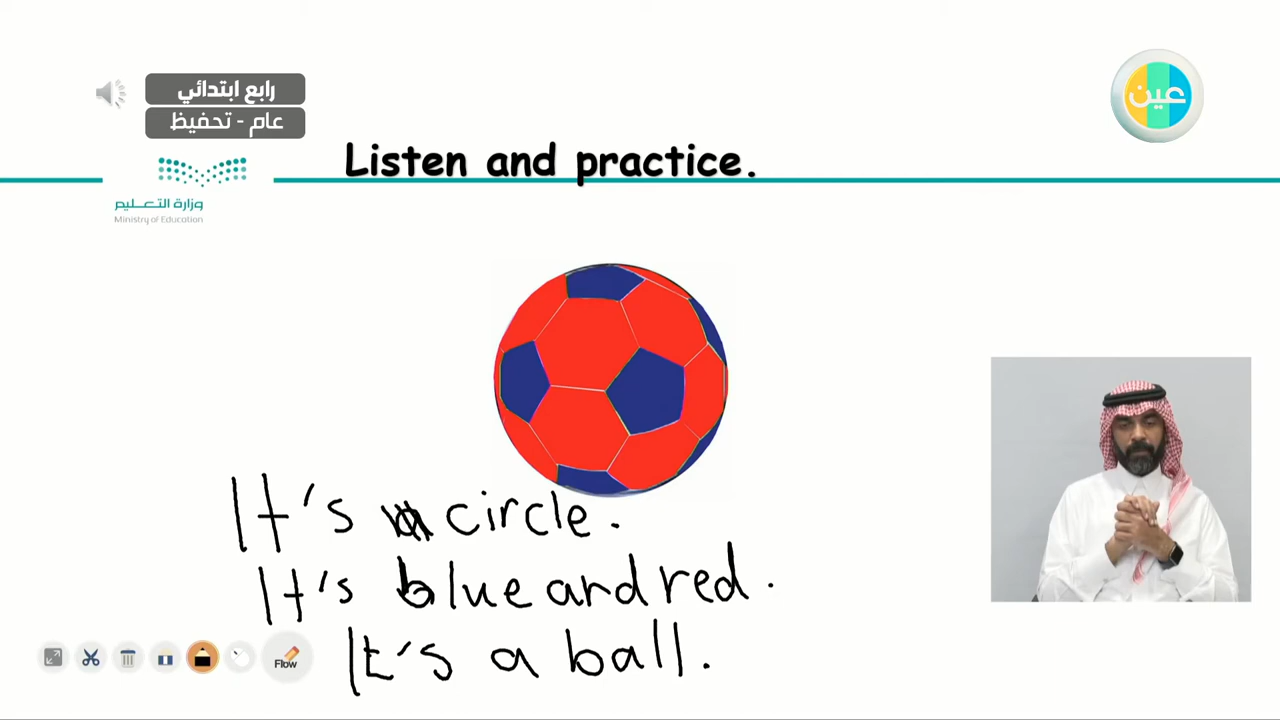 رابع ابتدائي
عام - تحفيظ
عين
Listen and practice.
وزارة التعليم
Ministry of Education
It's a circle.
It's blue and red.
It's a ball.
Flow